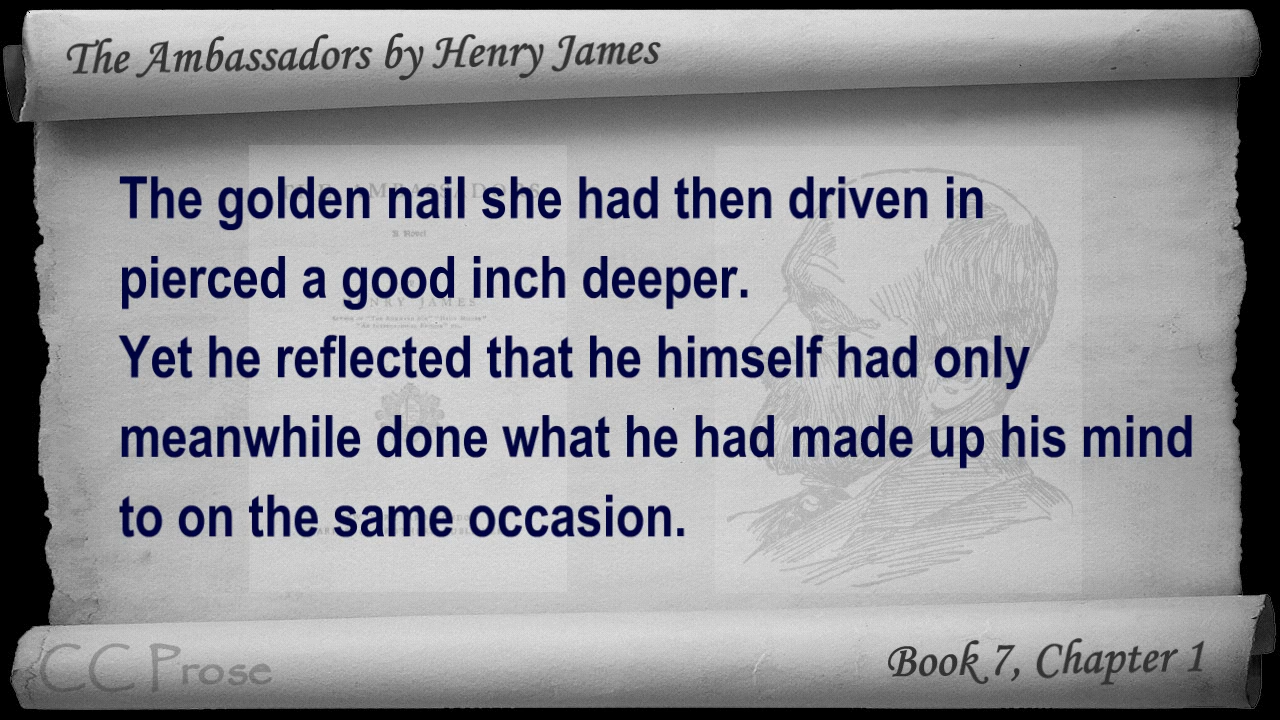 The Ambassadors by Henry James
The golden nail she had then driven in
pierced a good inch deeper.
Yet he reflected that he himself had only
meanwhile done what he had made up his mind
to on the same occasion.
CC Prose
Book 7, Chapter 1